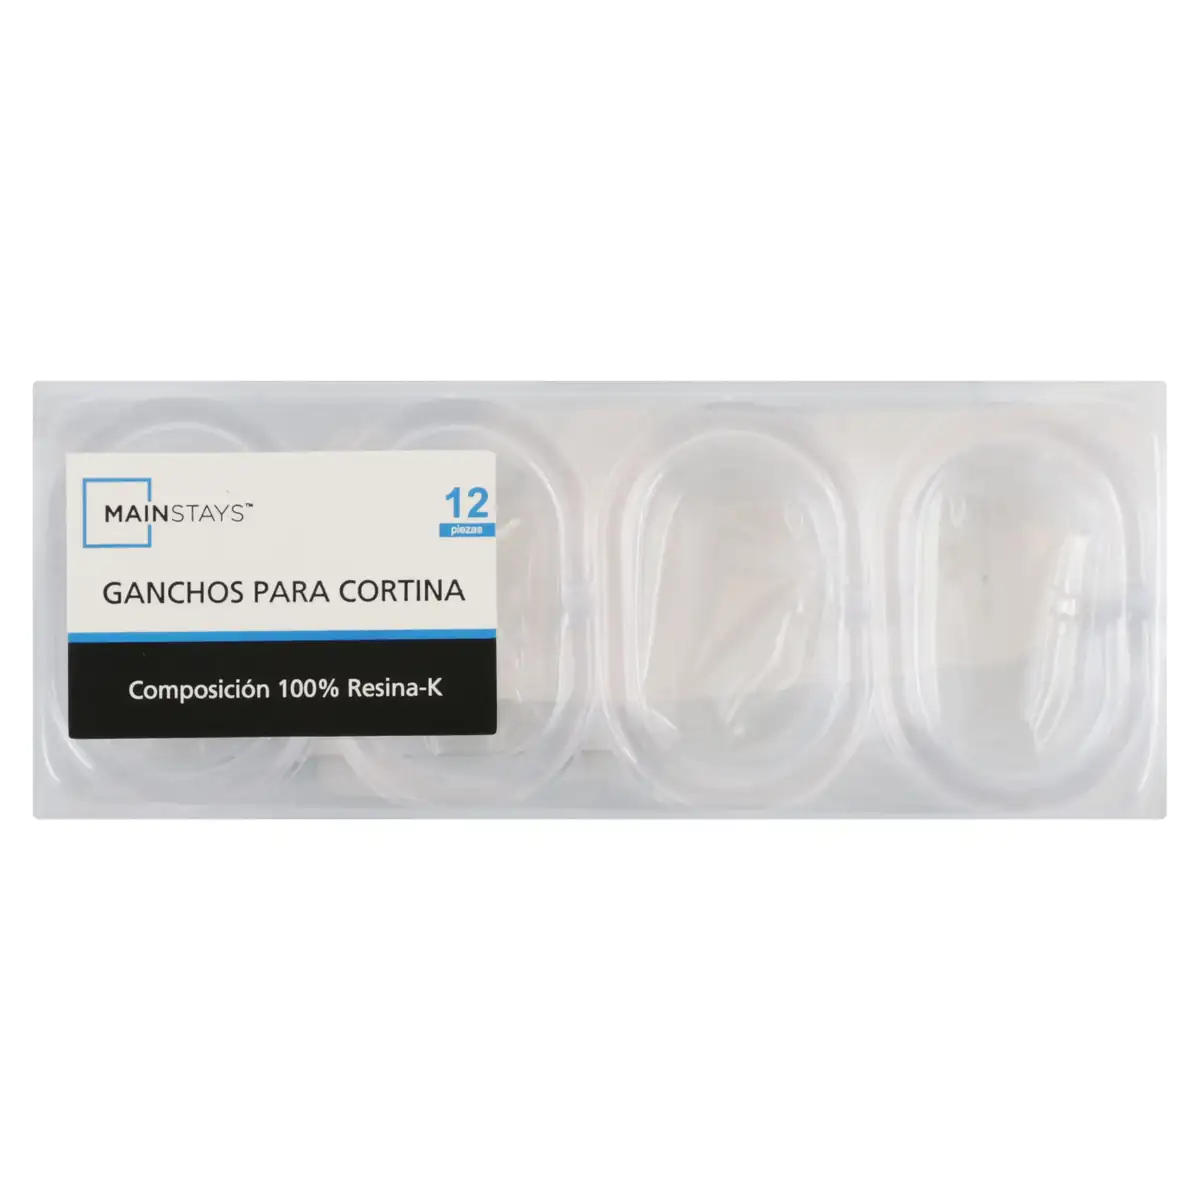 MAINSTAYS™
12
piezas
GANCHOS PARA CORTINA
Composición 100% Resina-K